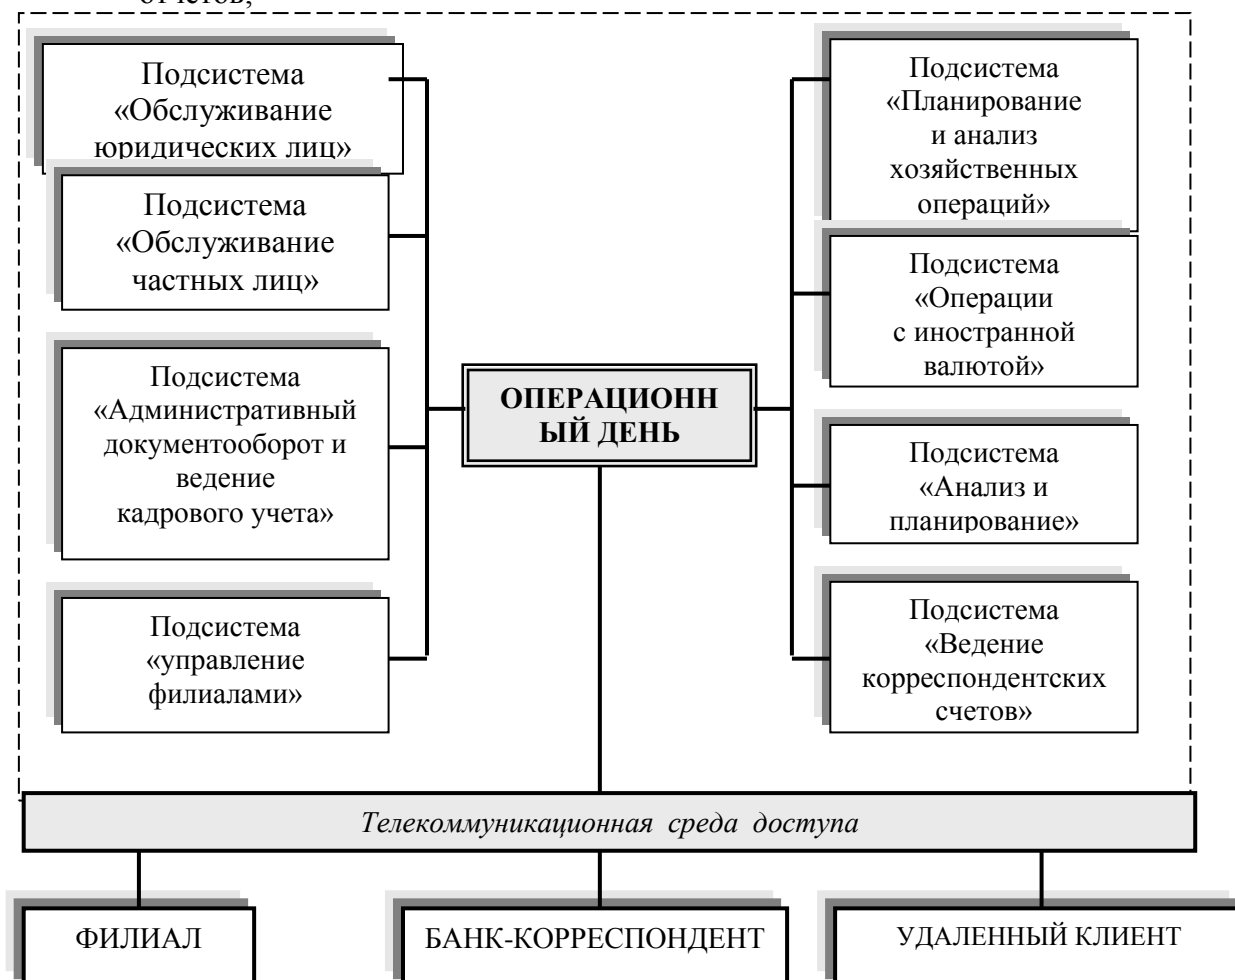 отчетов;
Подсистема
«Обслуживание
юридических лиц»
Подсистема
«Обслуживание
частных лиц»
Подсистема
«Административный
документооборот и
ведение
кадрового учета»
Подсистема
«управление
филиалами»
ОПЕРАЦИОНН
ЫЙ ДЕНЬ
Подсистема
«Планирование
и анализ
хозяйственных
операций»
Подсистема
«Операции
с иностранной
валютой»
Подсистема
«Анализ и
планирование»
Подсистема
«Ведение
корреспондентских
счетов»
Телекоммуникационная среда доступа
ФИЛИАЛ
БАНК-КОРРЕСПОНДЕНТ
УДАЛЕННЫЙ КЛИЕНТ